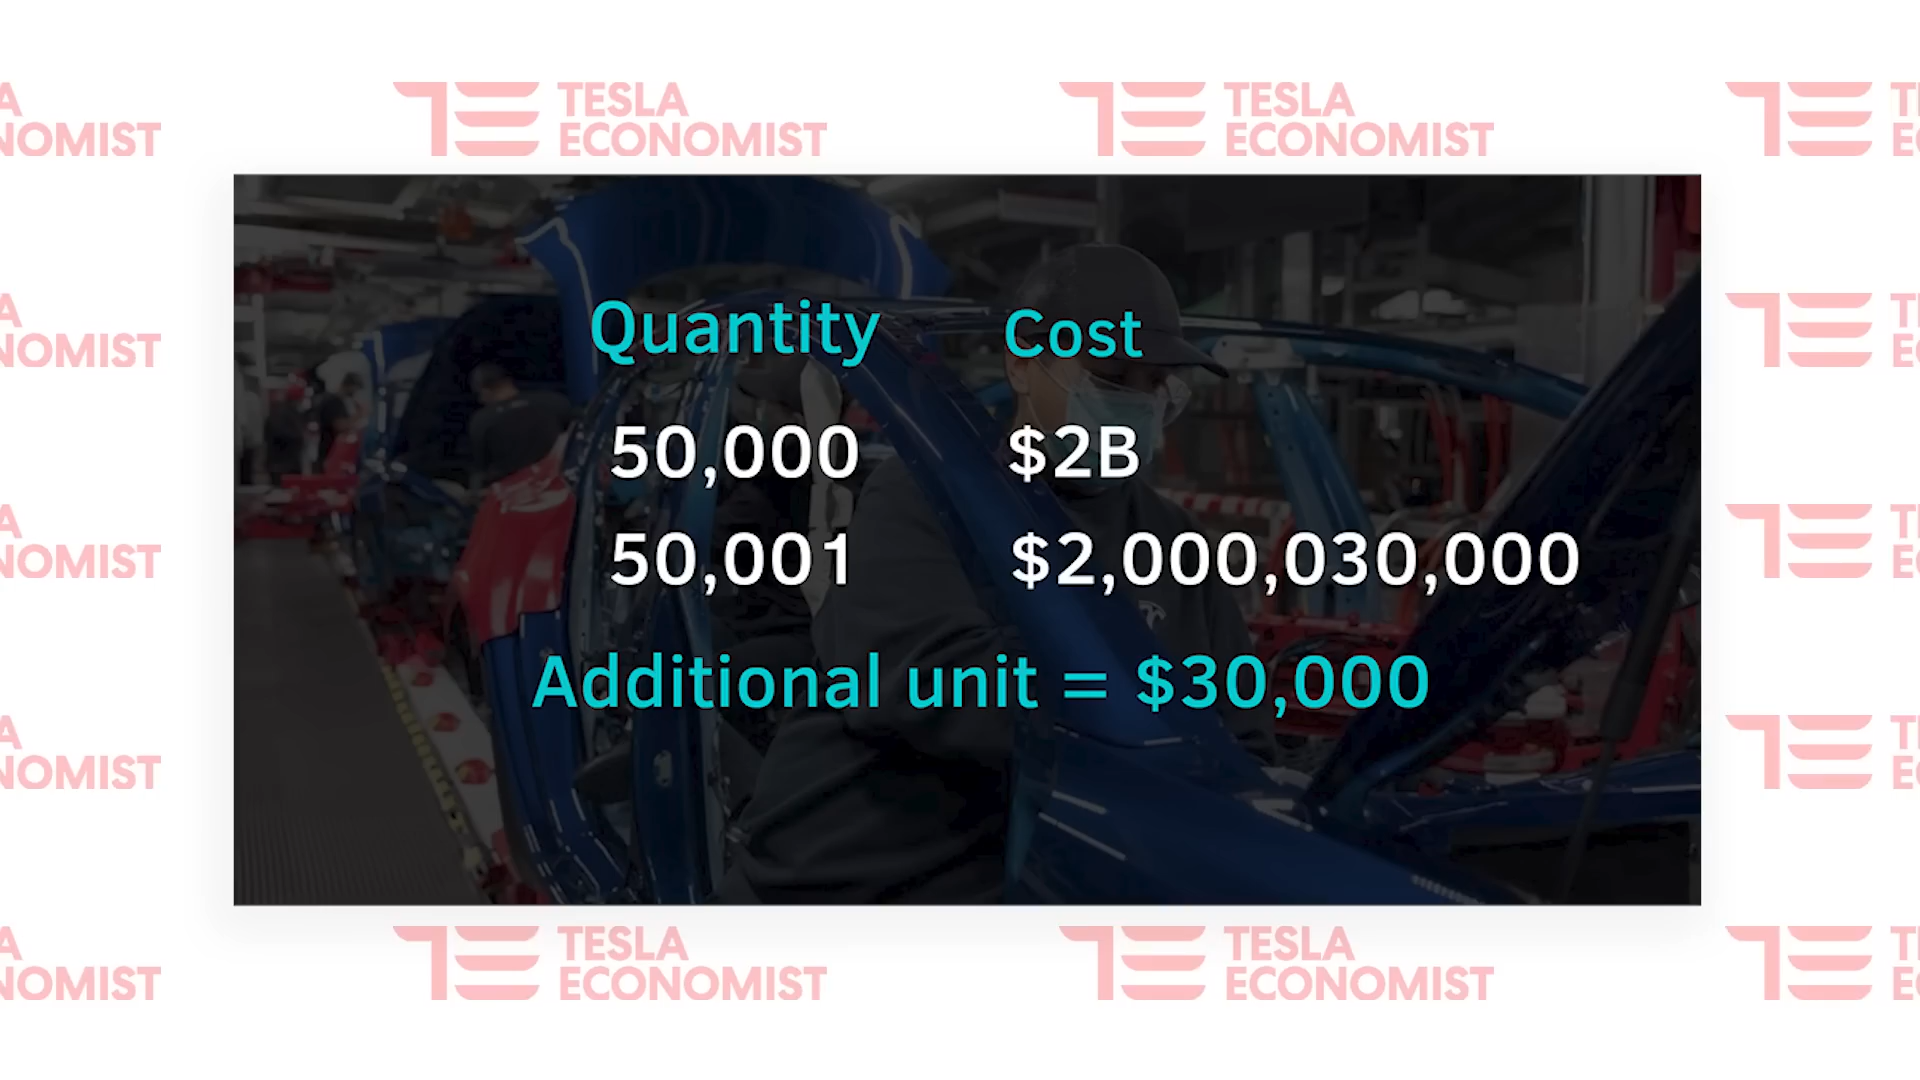 TESLA
ECONOMIST
TESLA
ECONOMIST
Quantity Cost
50,000 $2B
50,001 $2,000,030,000
Additional unit = $30,000
TESLA
ECONOMIST
TESLA
ECONOMIST